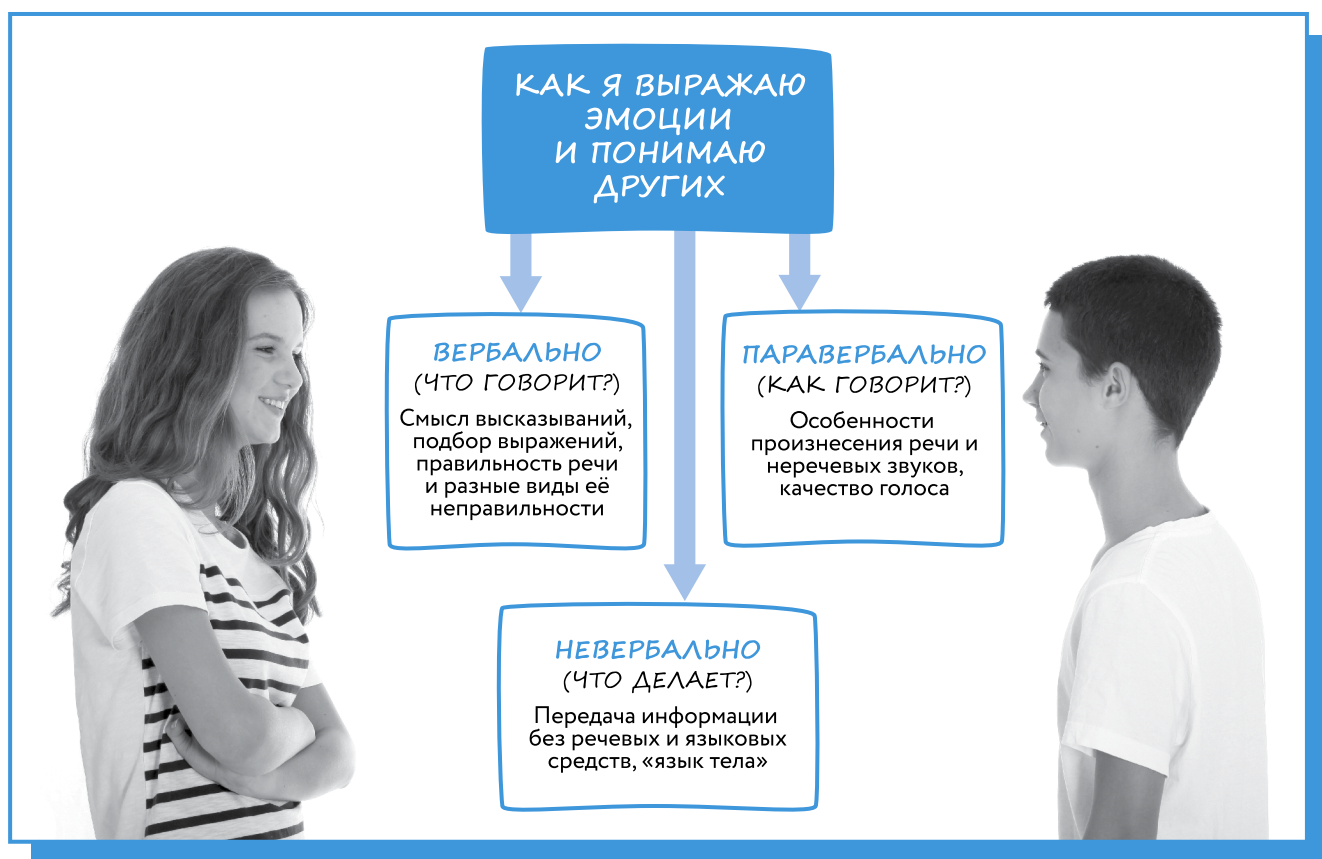 КАК Я ВЫРАЖАЮ
ЭМОЦИИ
И ПОНИМАЮ
ДРУГИХ
ВЕРБАЛЬНО
(ЧТО ГОВОРИТ?)
Смысл высказываний,
подбор выражений,
правильность речи
и разные виды её
неправильности
ПАРАВЕРБАЛЬНО
(КАК ГОВОРИТ?)
Особенности
произнесения речи и
неречевых звуков,
качество голоса
НЕВЕРБАЛЬНО
(ЧТО ДЕЛАЕТ?)
Передача информации
без речевых и языковых
средств, «язык тела»